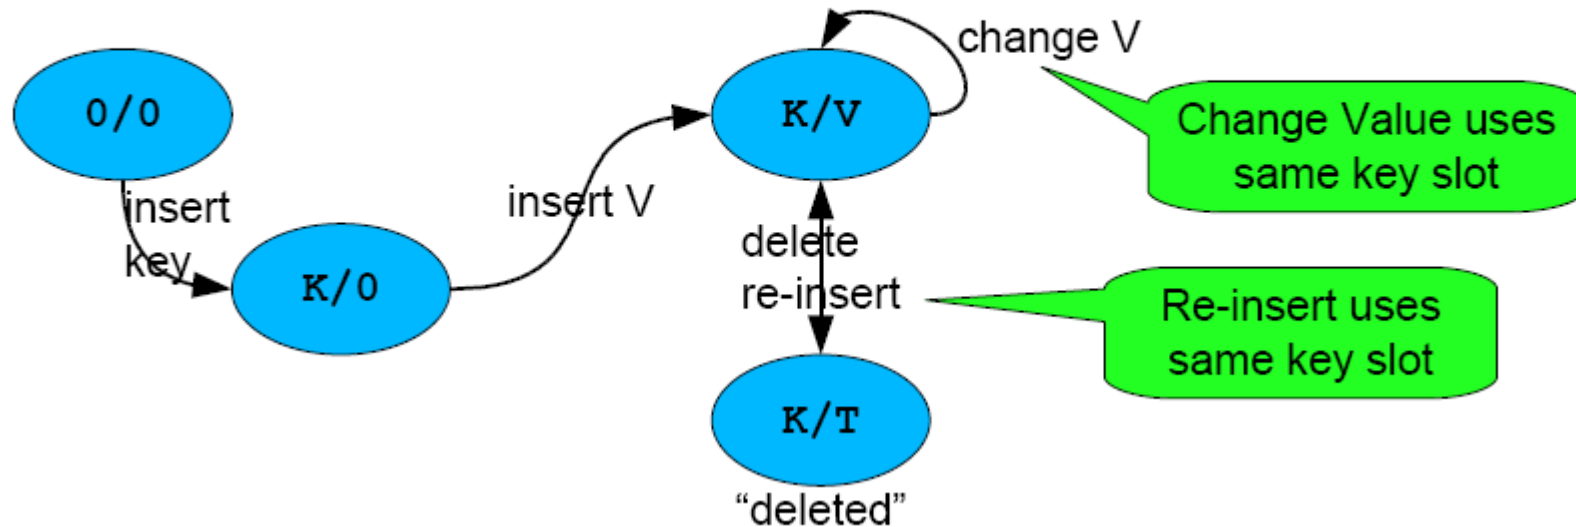 0/0
insert
key
K/0
insert V
K/V
change V
Change Value uses
same key slot
delete
re-insert
Re-insert uses
same key slot
K/T
“deleted”